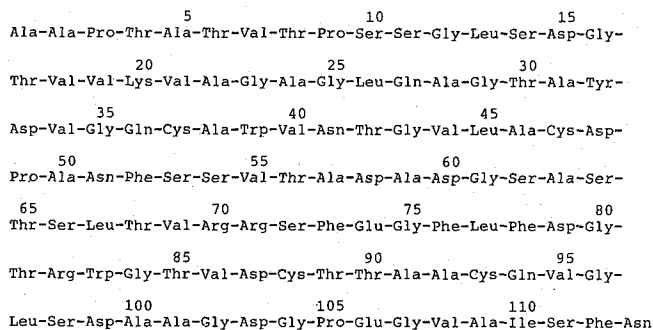 5 10 15
Ala-Ala-Pro-Thr-Ala-Thr-Val-Thr-Pro-Ser-Ser-Gly-Leu-Ser-Asp-Gly-
20 25 30
Thr-Val-Val-Lys-Val-Ala-Gly-Ala-Gly-Leu-Gln-Ala-Gly-Thr-Ala-Tyr-
35 40 45
Asp-Val-Gly-Gln-Cys-Ala-Trp-Val-Asn-Thr-Gly-Val-Leu-Ala-Cys-Asp-
50 55 60
Pro-Ala-Asn-Phe-Ser-Ser-Val-Thr-Ala-Asp-Ala-Asp-Gly-Ser-Ala-Ser-
65 70 75 80
Thr-Ser-Leu-Thr-Val-Arg-Arg-Ser-Phe-Glu-Gly-Phe-Leu-Phe-Asp-Gly-
85 90 95
Thr-Arg-Trp-Gly-Thr-Val-Asp-Cys-Thr-Thr-Ala-Ala-Cys-Gln-Val-Gly-
100 105 110
Leu-Ser-Asp-Ala-Ala-Gly-Asp-Gly-Pro-Glu-Gly-Val-Ala-Ile-Ser-Phe-Asn